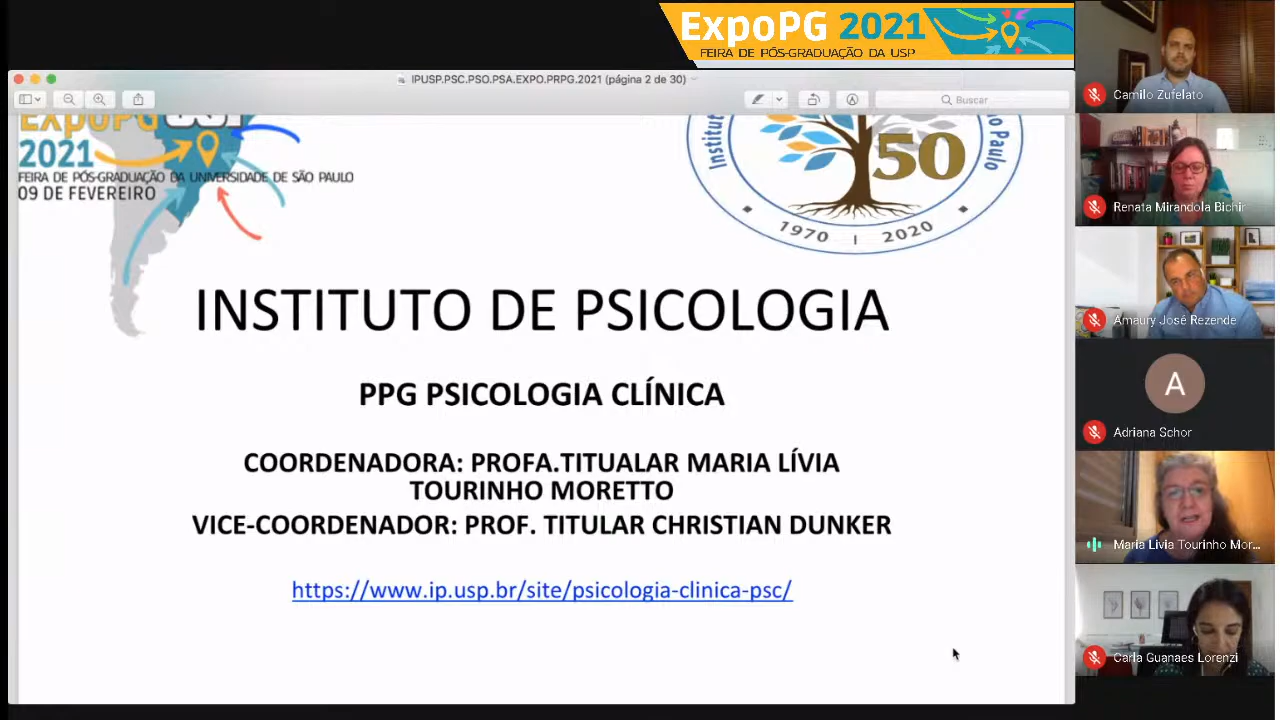 ExpoPG 2021
FEIRA DE PÓS-GRADUAÇÃO DA USP
IPUSP.PSC.PSO.PSA.EXPO.PRPG.2021 (página 2 de 30)
Buscar
ExpoPG USP
2021
FEIRA DE PÓS-GRADUAÇÃO DA UNIVERSIDADE DE SÃO PAULO
09 DE FEVEREIRO
50
1970 | 2020
INSTITUTO DE PSICOLOGIA
PPG PSICOLOGIA CLÍNICA
COORDENADORA: PROFA.TITUALAR MARIA LÍVIA
TOURINHO MORETTO
VICE-COORDENADOR: PROF. TITULAR CHRISTIAN DUNKER
https://www.ip.usp.br/site/psicologia-clinica-psc/
Camilo Zufelato
Renata Mirandola Bichir
Amaury José Rezende
A
Adriana Schor
Maria Livia Tourinho Mor...
Carla Guanaes Lorenzi